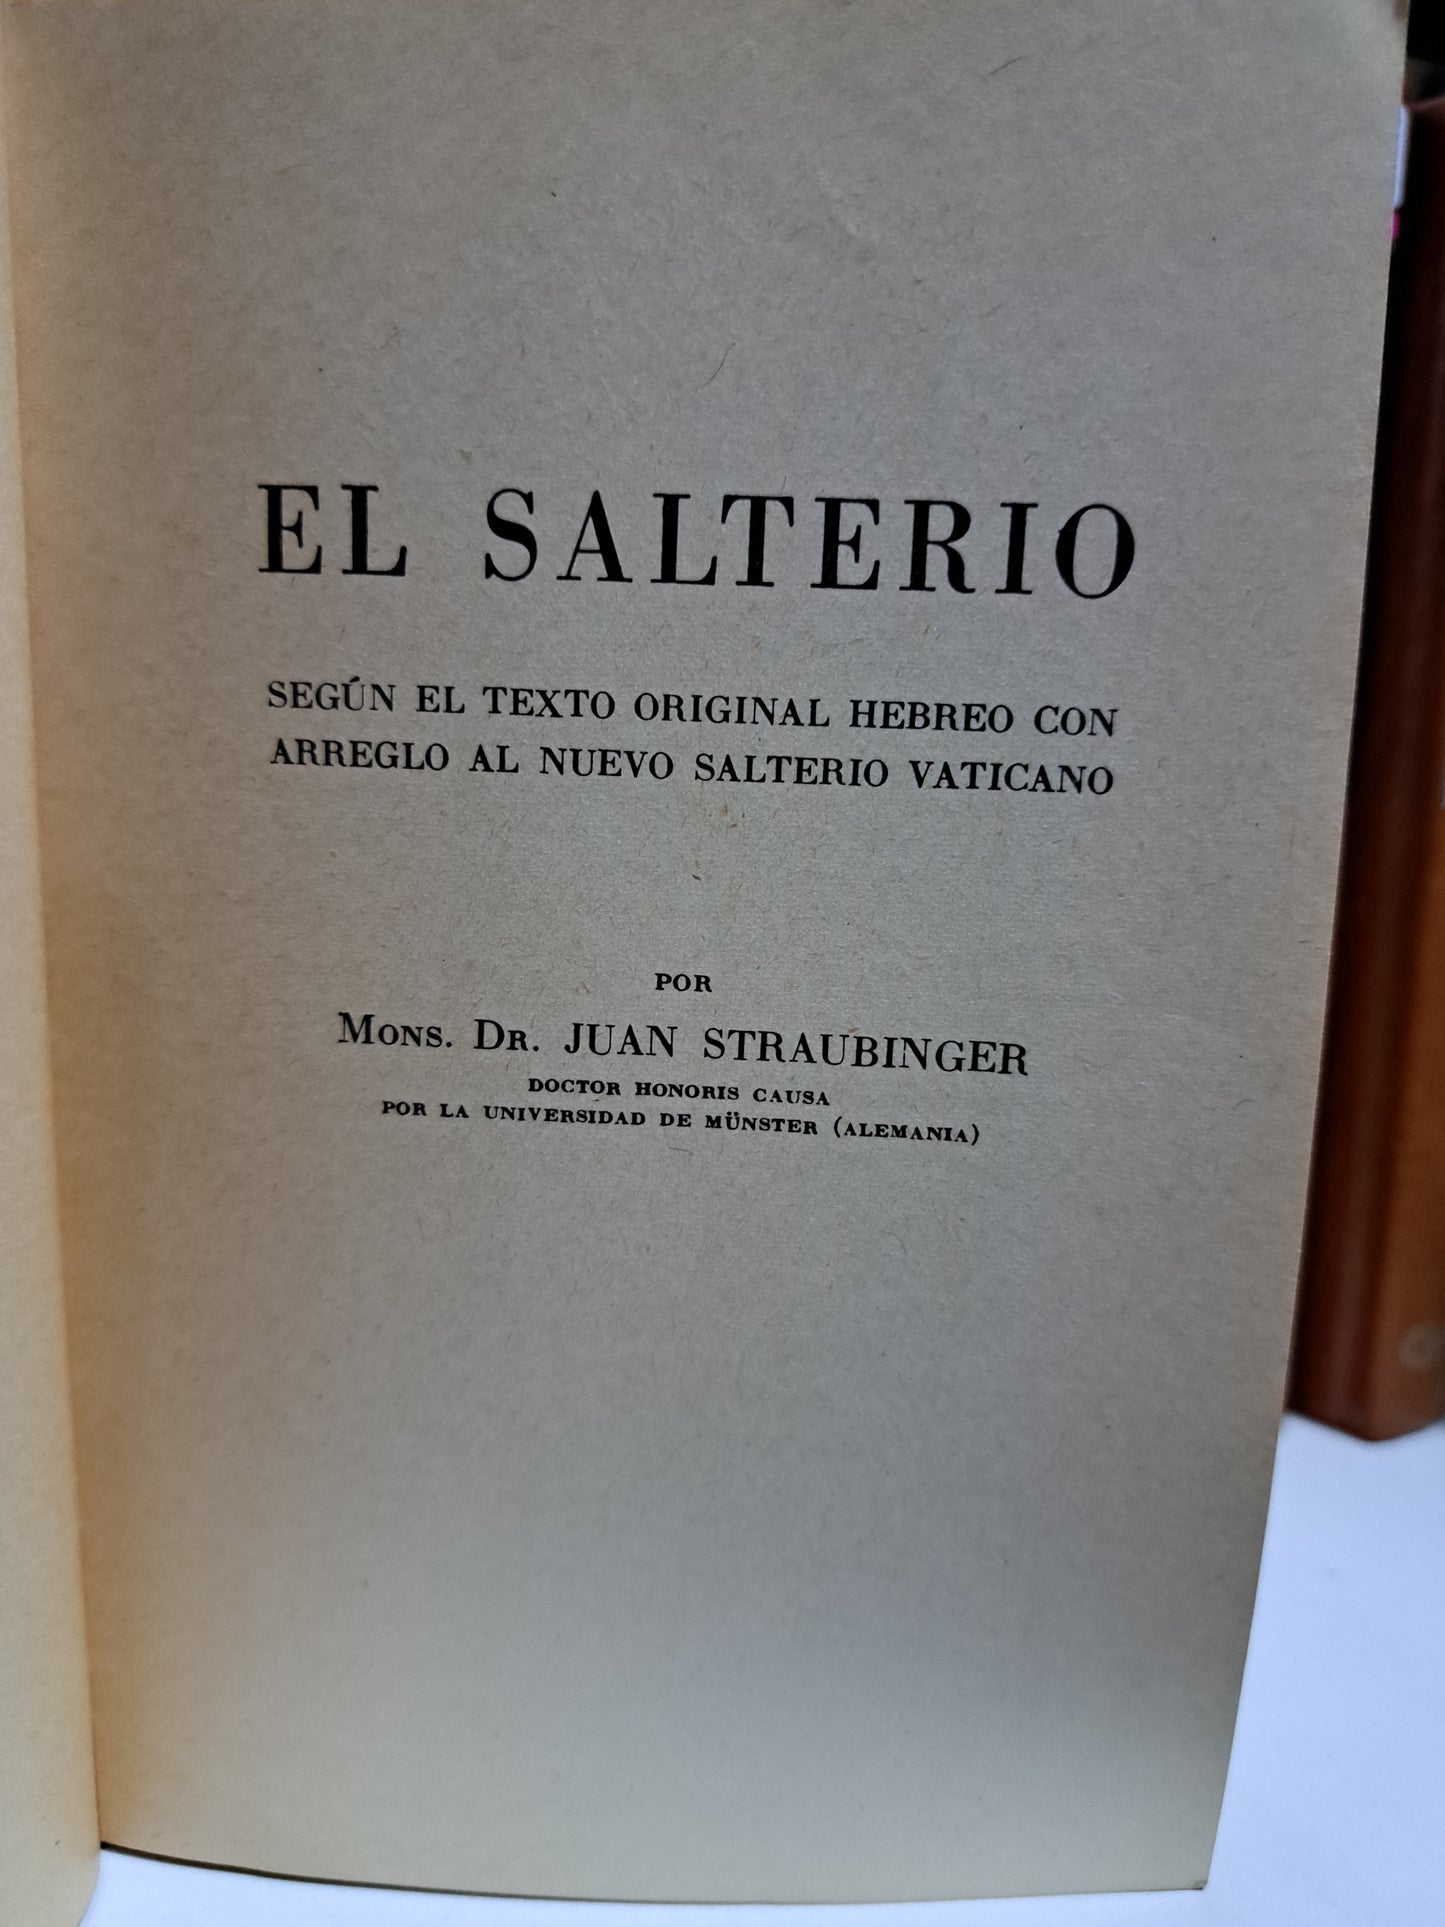 EL SALTERIO
SEGÚN EL TEXTO ORIGINAL HEBREO CON
ARREGLO AL NUEVO SALTERIO VATICANO
POR
MONS. DR. JUAN STRAUBINGER
DOCTOR HONORIS CAUSA
POR LA UNIVERSIDAD DE MÜNSTER (ALEMANIA)